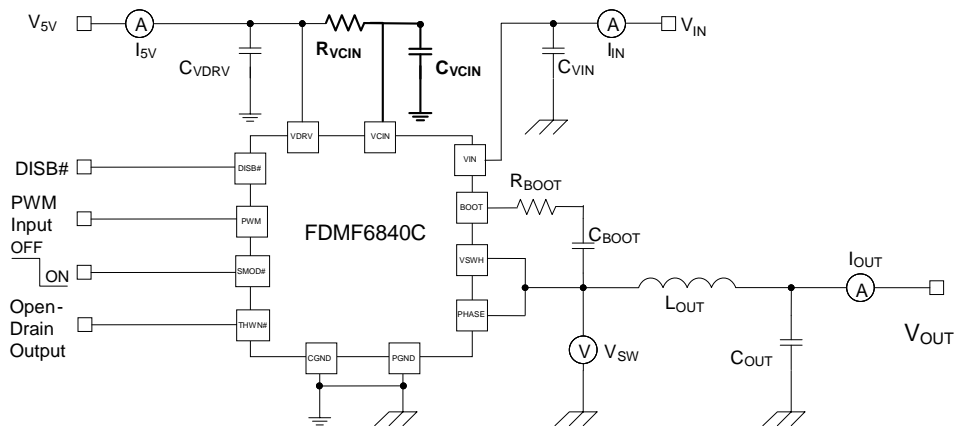 V5V
A
I5V
CVDRV
RVCIN
CVCIN
CVIN
A
IIN
VIN
VDRV
VCIN
DISB#
DISB#
VIN
PWM
Input
PWM
BOOT
RBOOT
CBOOT
FDMF6840C
OFF
ON
SMOD#
VSWH
Open-
Drain
Output
THWN#
PHASE
CGND
PGND
V
VSW
LOUT
IOUT
A
COUT
VOUT